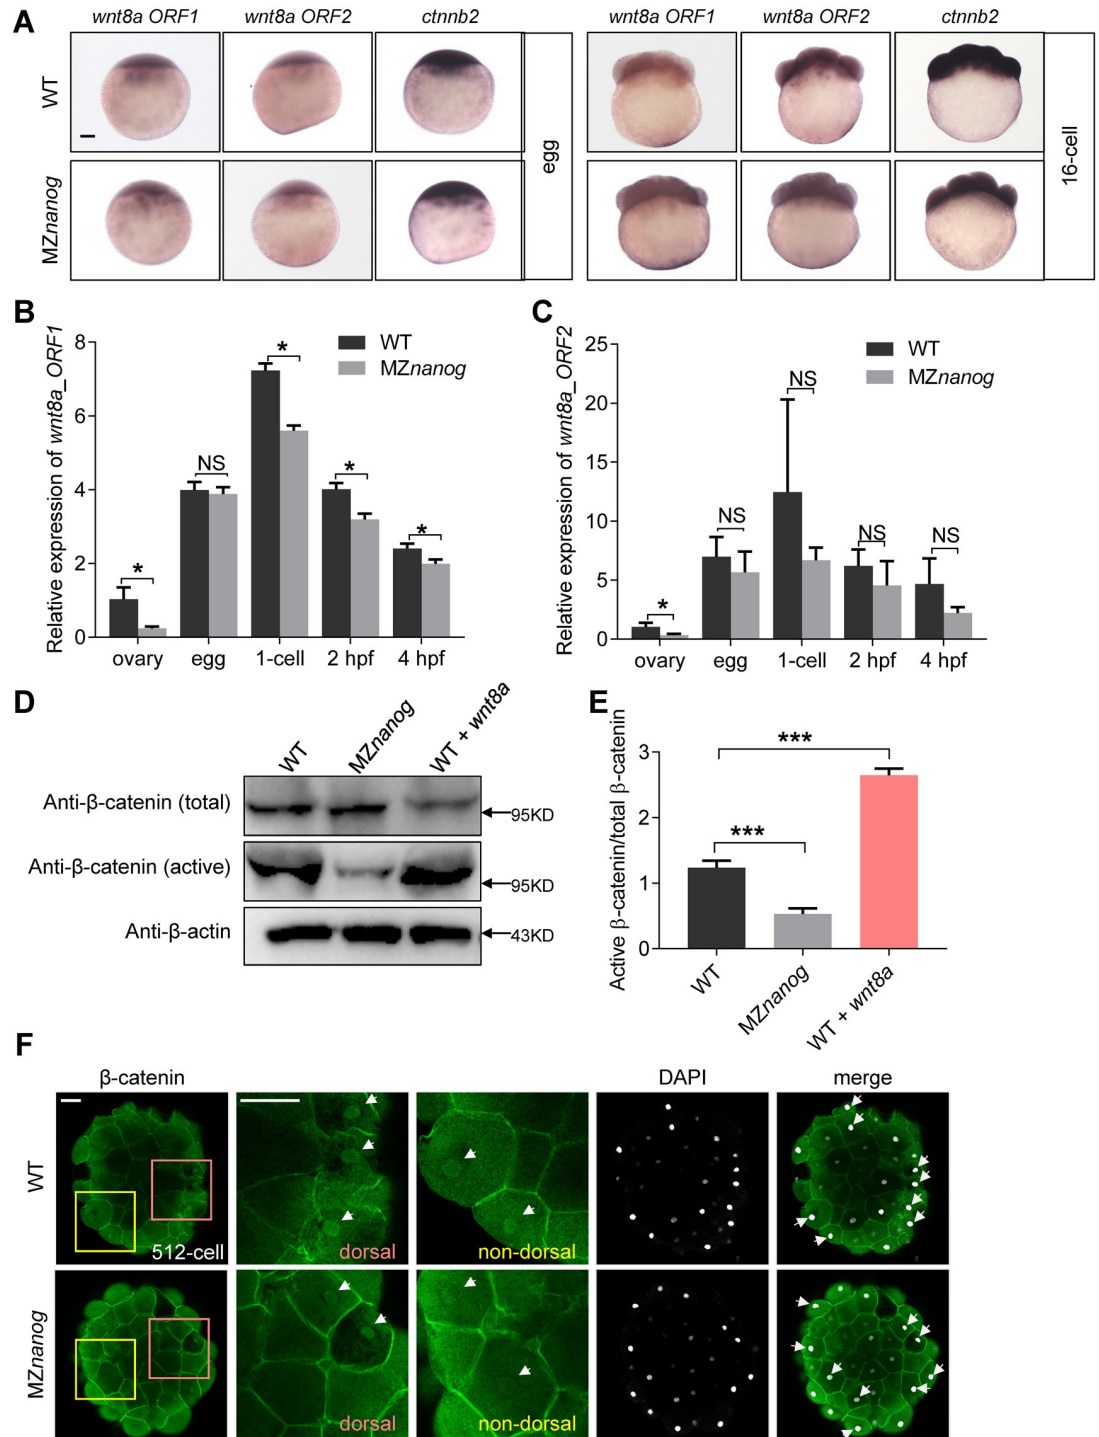 A
wnt8a ORF1 wnt8a ORF2 ctnnb2 wnt8a ORF1 wnt8a ORF2 ctnnb2
WT
egg
16-cell
MZnanog
B
Relative expression of wnt8a_ORF1
8
6
4
2
0
WT
MZnanog
* NS * * *
ovary egg 1-cell 2 hpf 4 hpf
C
Relative expression of wnt8a_ORF2
25
20
15
10
5
0
WT
MZnanog
* NS NS NS NS
ovary egg 1-cell 2 hpf 4 hpf
D
WT MZnanog WT + wnt8a
Anti-β-catenin (total) 95KD
Anti-β-catenin (active) 95KD
Anti-β-actin 43KD
E
Active β-catenin/total β-catenin
3
2
1
0
***
***
WT MZnanog WT + wnt8a
F
β-catenin DAPI merge
WT
512-cell dorsal non-dorsal
MZnanog
dorsal non-dorsal